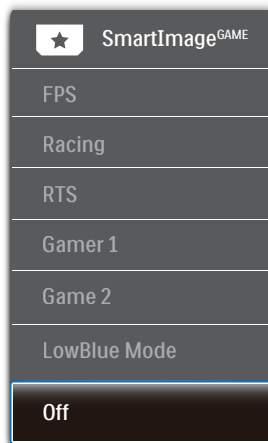 SmartImageGAME
FPS
Racing
RTS
Gamer 1
Game 2
LowBlue Mode
Off